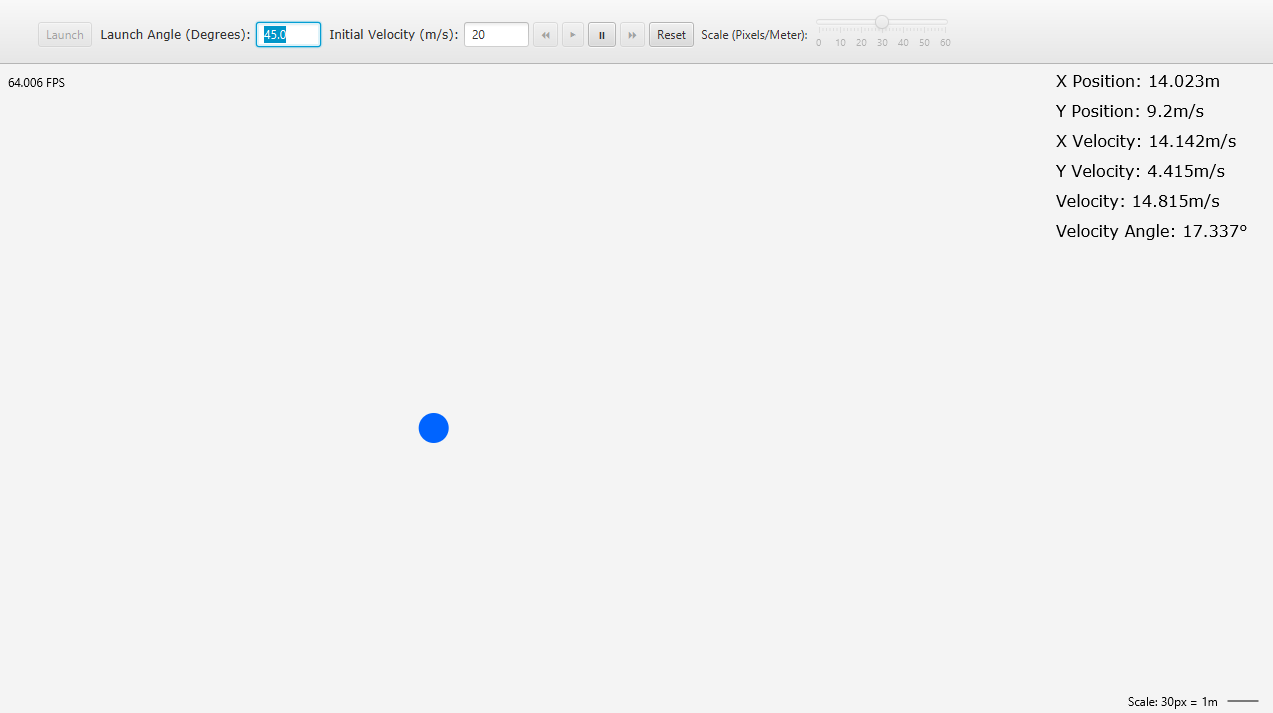 Launch Launch Angle (Degrees): 45.0 Initial Velocity (m/s): 20 Reset Scale (Pixels/Meter):
0 10 20 30 40 50 60
64.006 FPS
X Position: 14.023m
Y Position: 9.2m/s
X Velocity: 14.142m/s
Y Velocity: 4.415m/s
Velocity: 14.815m/s
Velocity Angle: 17.337°
Scale: 30px = 1m